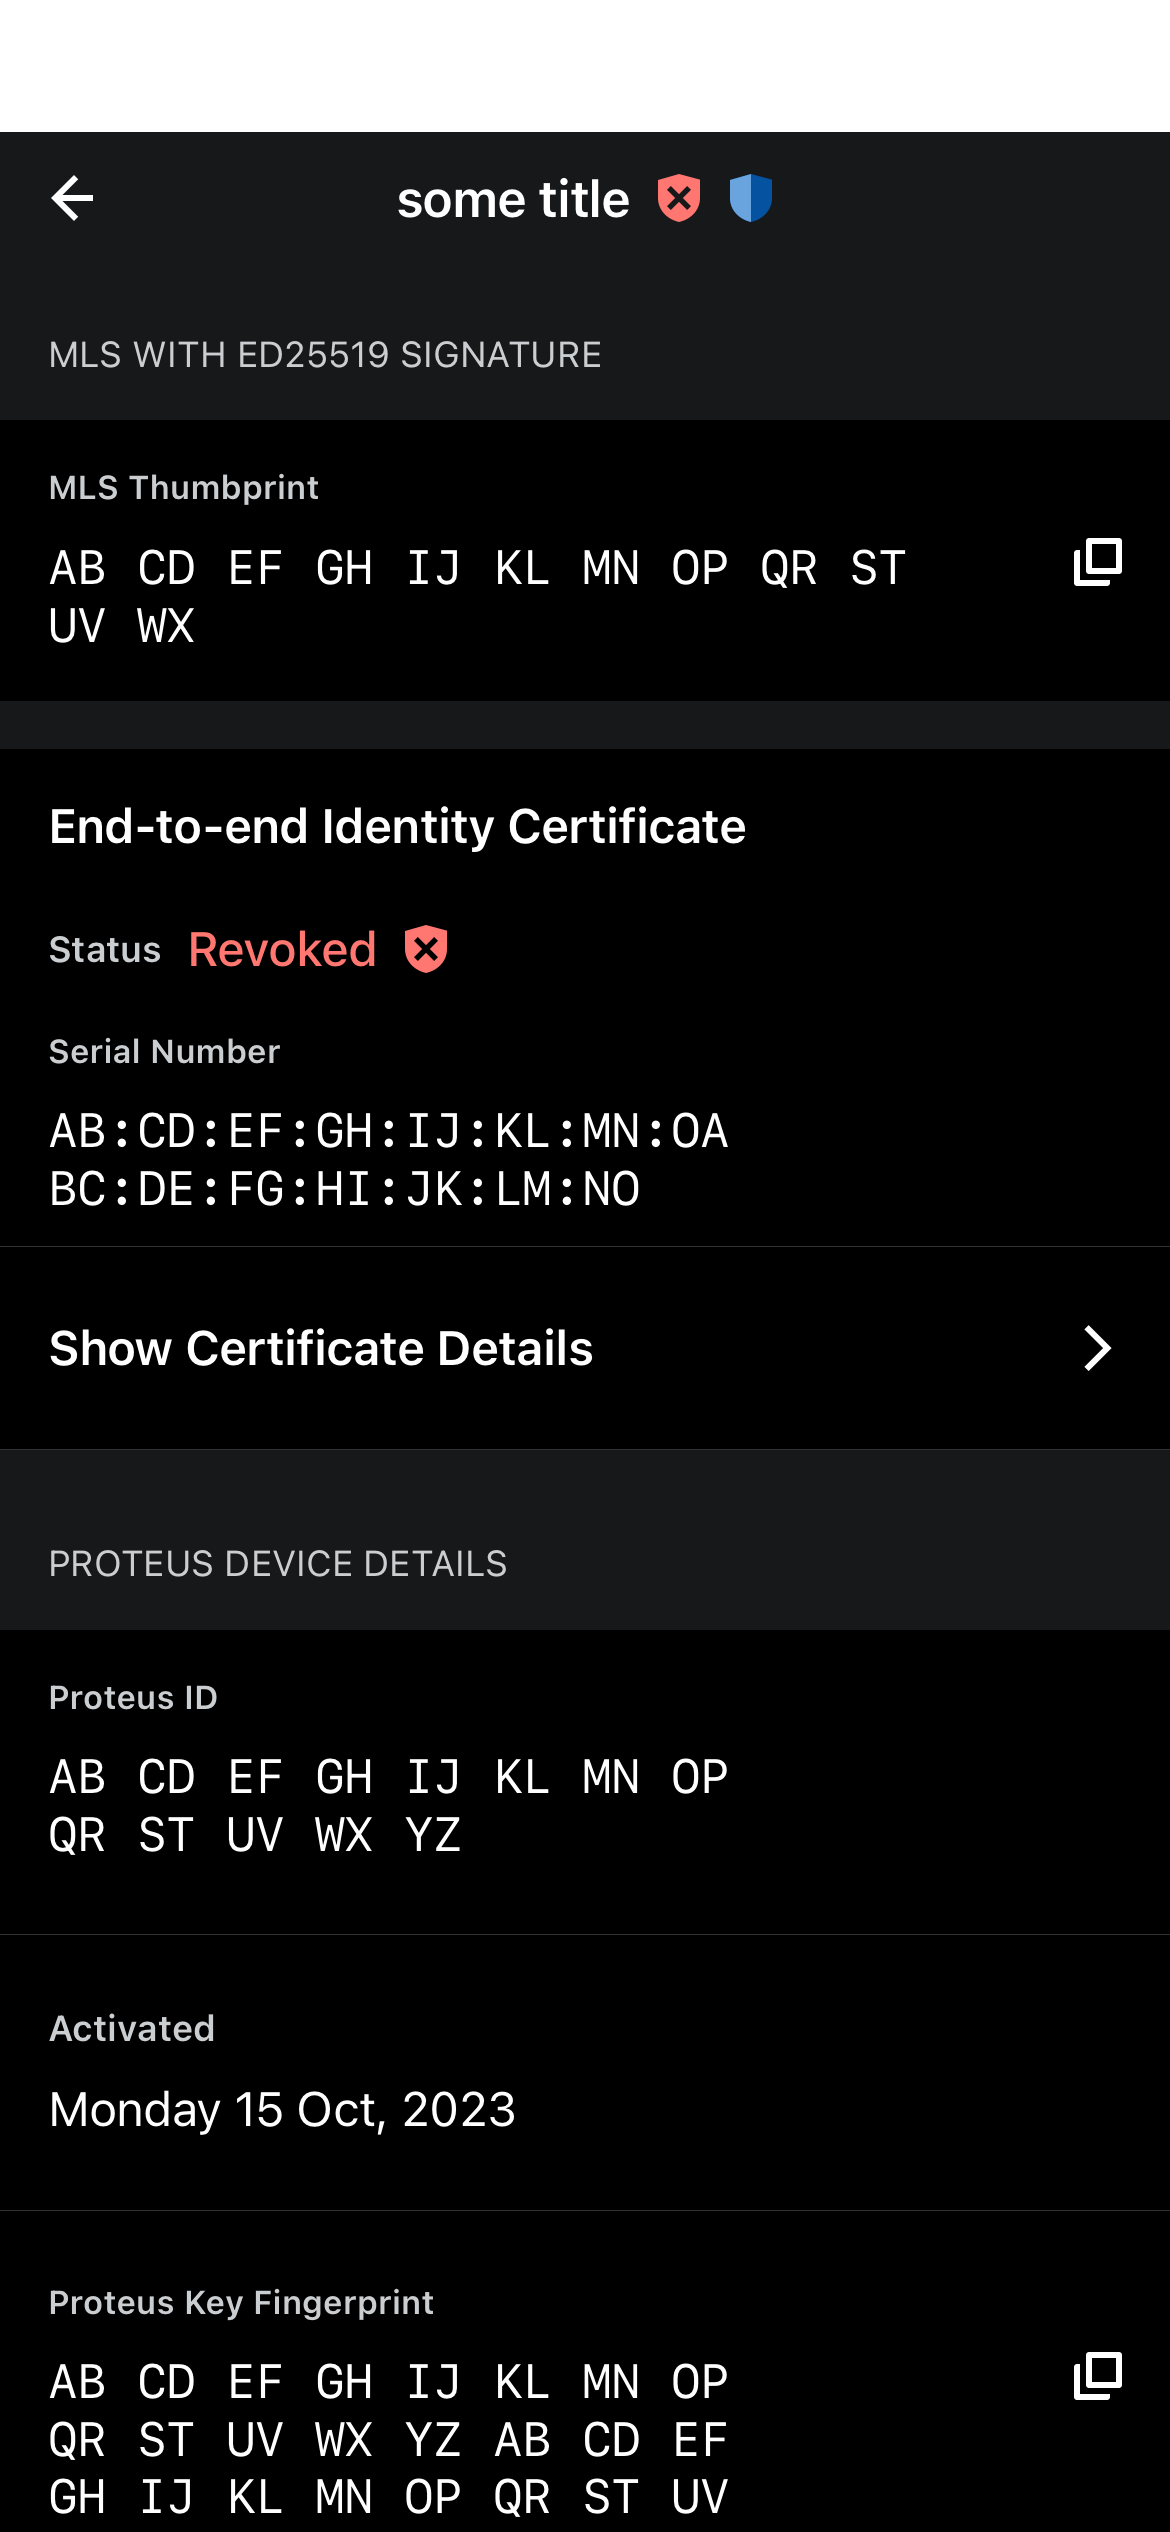 some title
MLS WITH ED25519 SIGNATURE
MLS Thumbprint
AB CD EF GH IJ KL MN OP QR ST
UV WX
End-to-end Identity Certificate
Status Revoked
Serial Number
AB:CD:EF:GH:IJ:KL:MN:OA
BC:DE:FG:HI:JK:LM:NO
Show Certificate Details
PROTEUS DEVICE DETAILS
Proteus ID
AB CD EF GH IJ KL MN OP
QR ST UV WX YZ
Activated
Monday 15 Oct, 2023
Proteus Key Fingerprint
AB CD EF GH IJ KL MN OP
QR ST UV WX YZ AB CD EF
GH IJ KL MN OP QR ST UV